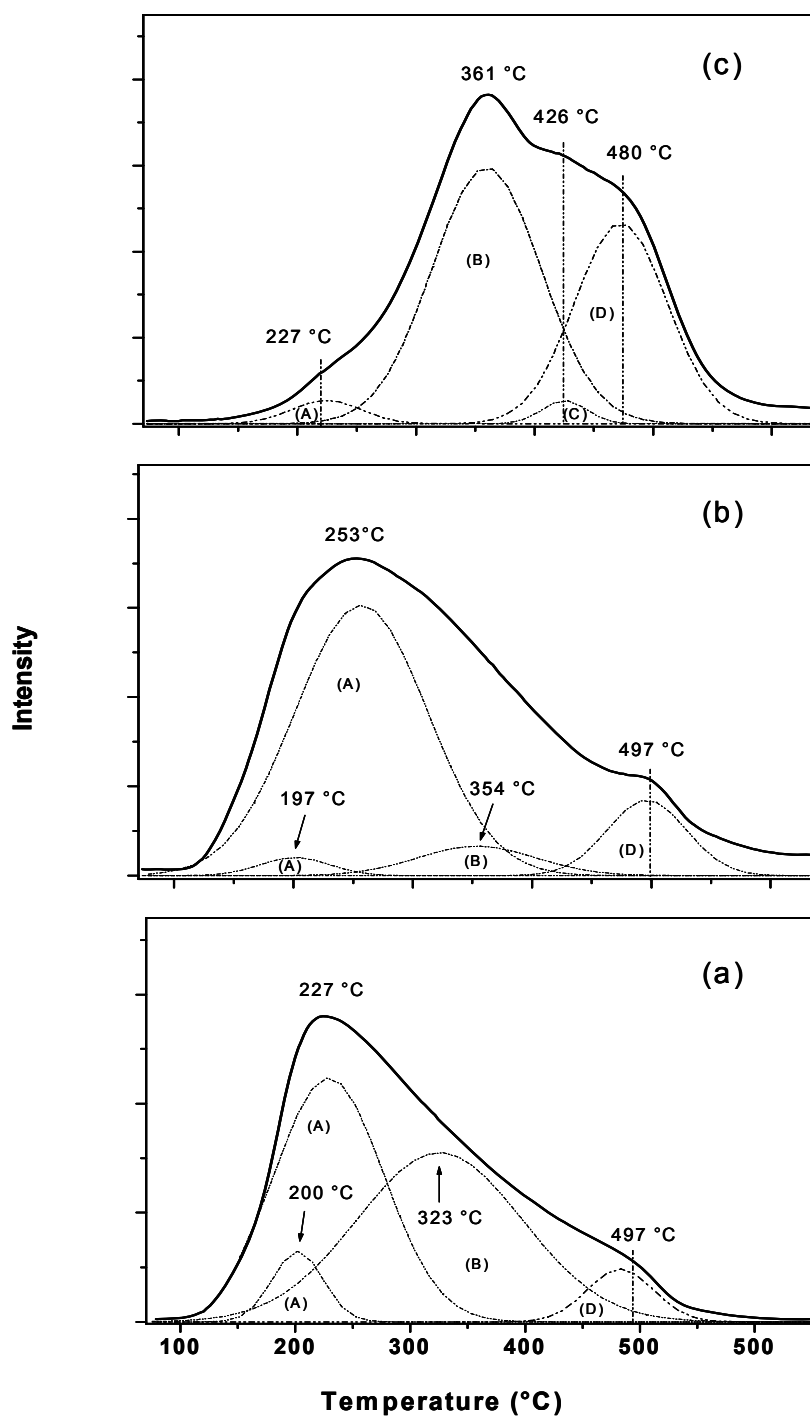 (c)
361 °C
426 °C
480 °C
(B)
(D)
227 °C
(A)
(C)
(b)
253°C
(A)
497 °C
354 °C
197 °C
(D)
(B)
(A)
Intensity
(a)
227 °C
(A)
200 °C
323 °C
497 °C
(B)
(A)
(D)
100 200 300 400 500 500
Temperature (°C)